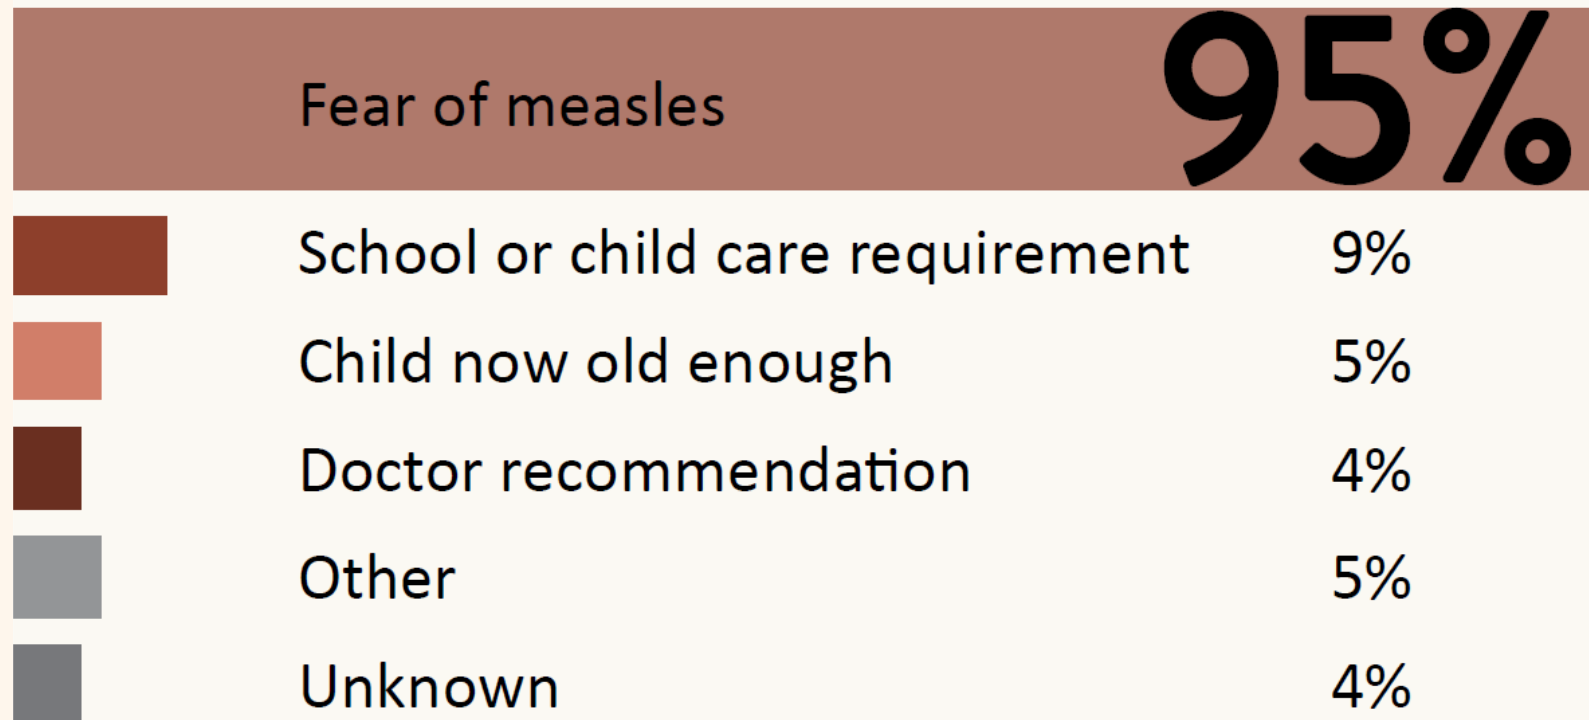 Fear of measles 95%
School or child care requirement 9%
Child now old enough 5%
Doctor recommendation 4%
Other 5%
Unknown 4%